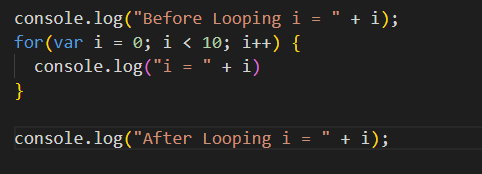 console.log("Before Looping i = " + i);
for(var i = 0; i < 10; i++) {
  console.log("i = " + i)
}

console.log("After Looping i = " + i);